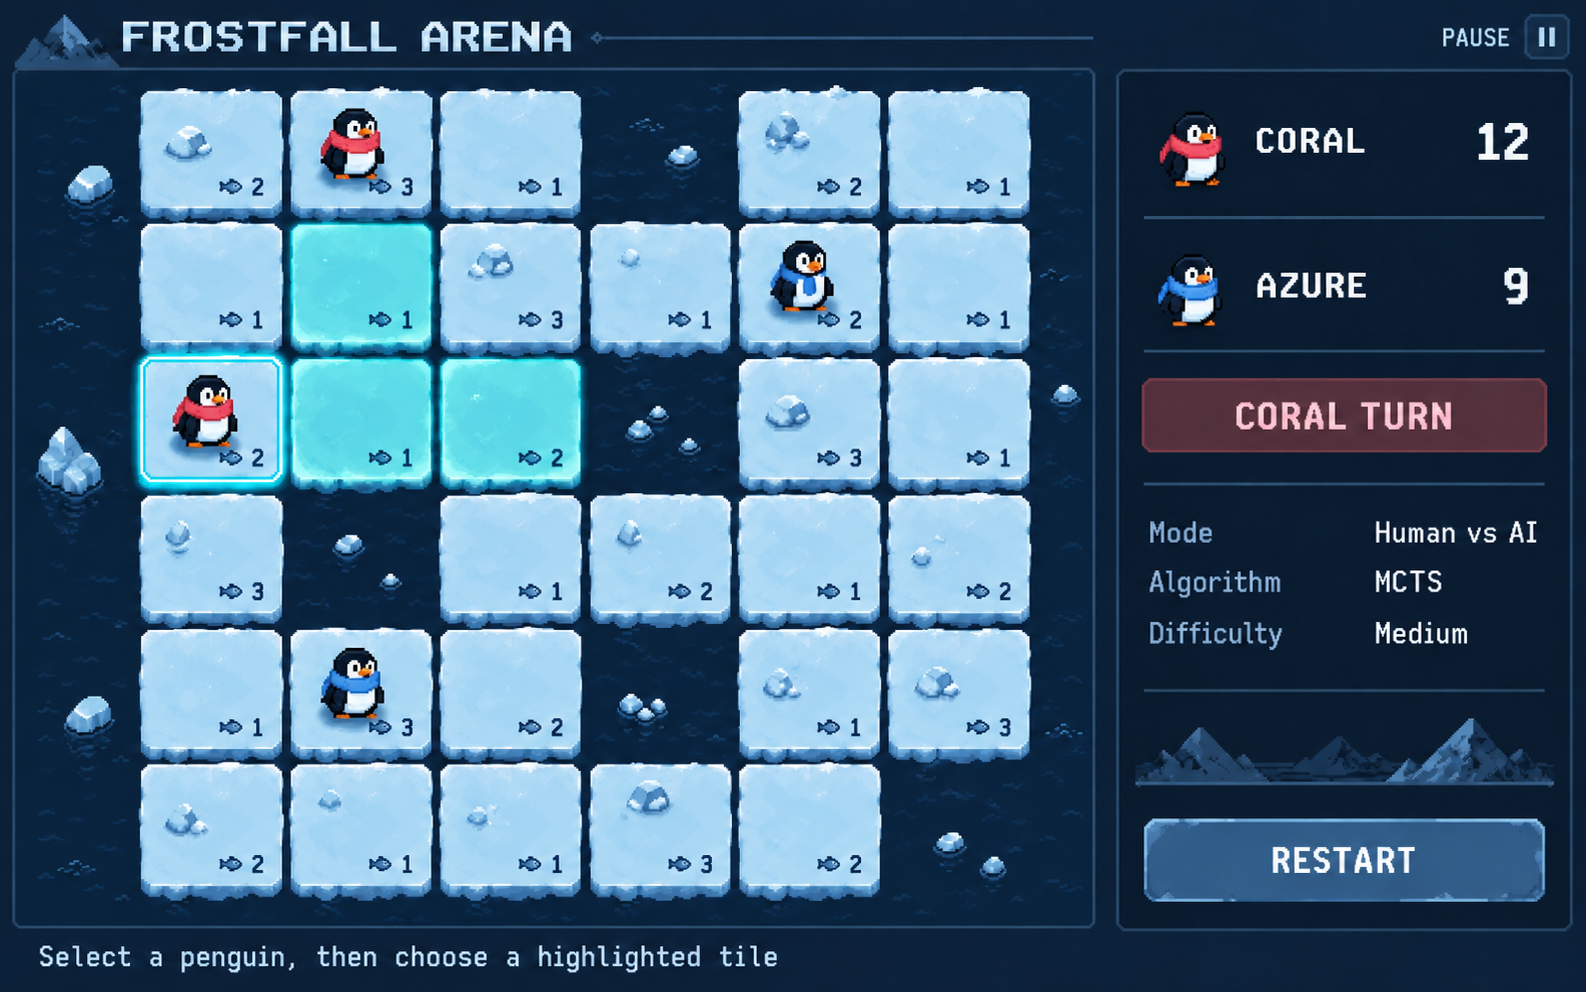 FROSTFALL ARENA
PAUSE
2 3 1 2 1
1 1 3 1 2 1
2 1 2 3 1
3 1 2 1 2
1 3 2 1 3
2 1 1 3 2
CORAL 12
AZURE 9
CORAL TURN
Mode Human vs AI
Algorithm MCTS
Difficulty Medium
RESTART
Select a penguin, then choose a highlighted tile